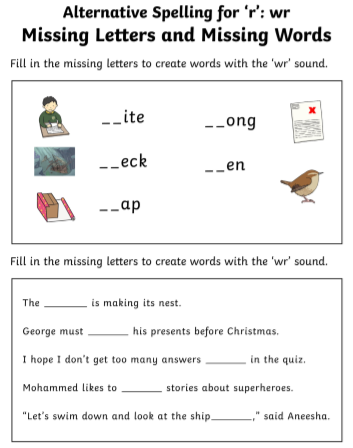 Alternative Spelling for 'r': wr
Missing Letters and Missing Words
Fill in the missing letters to create words with the 'wr' sound.
__ite
__ong
__eck
__en
__ap
Fill in the missing letters to create words with the 'wr' sound.
The _______ is making its nest.
George must _______ his presents before Christmas.
I hope I don't get too many answers _______ in the quiz.
Mohammed likes to _______ stories about superheroes.
"Let's swim down and look at the ship_______," said Aneesha.